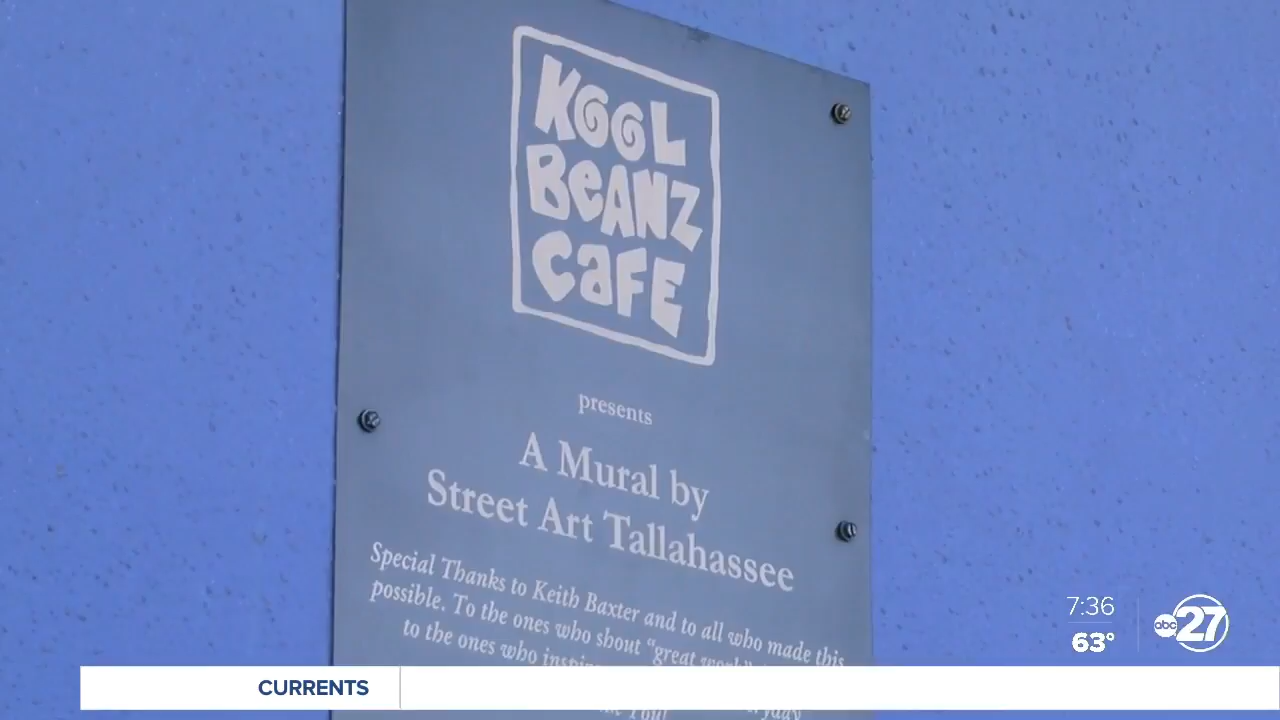 KOOL
BEANZ
CAFE
presents
A Mural by
Street Art Tallahassee
Special Thanks to Keith Baxter and to all who made this
possible. To the ones who shout "great work"
to the ones who
You!
7:36
63°
abc 27
CURRENTS